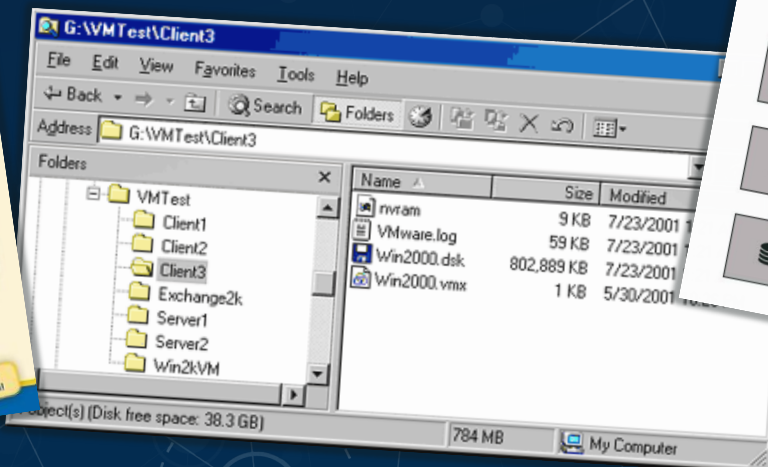 G:\VMTest\Client3
File Edit View Favorites Tools Help
Back Search Folders
Address G:\VMTest\Client3
Folders
VMTest
Client1
Client2
Client3
Exchange2k
Server1
Server2
Win2kVM
Name Size Modified
nvram 9 KB 7/23/2001
VMware.log 59 KB 7/23/2001
Win2000.dsk 802,889 KB 7/23/2001
Win2000.vmx 1 KB 5/30/2001
object(s) (Disk free space: 38.3 GB) 784 MB My Computer